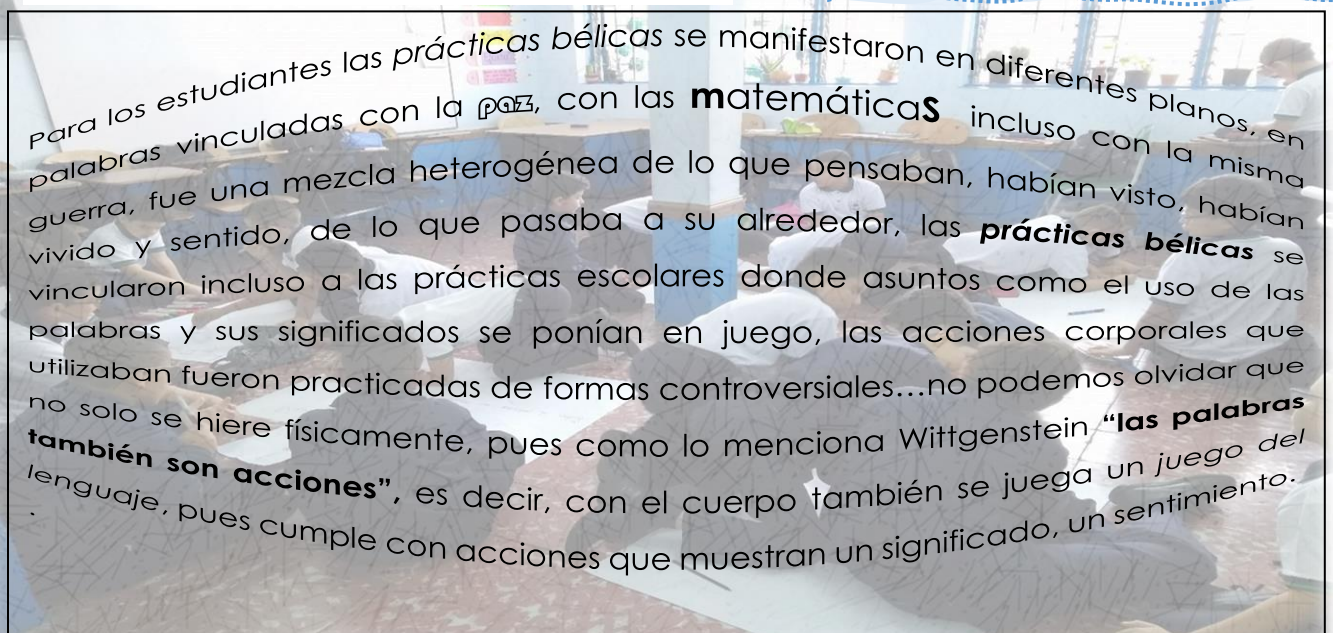 Para los estudiantes las prácticas bélicas se manifestaron en diferentes planos, en
palabras vinculadas con la paz, con las matemáticaS incluso con la misma
guerra, fue una mezcla heterogénea de lo que pensaban, habían visto, habían
vivido y sentido, de lo que pasaba a su alrededor, las prácticas bélicas se
vincularon incluso a las prácticas escolares donde asuntos como el uso de las
palabras y sus significados se ponían en juego, las acciones corporales que
utilizaban fueron practicadas de formas controversiales...no podemos olvidar que
no solo se hiere físicamente, pues como lo menciona Wittgenstein “las palabras
también son acciones”, es decir, con el cuerpo también se juega un juego del
lenguaje, pues cumple con acciones que muestran un significado, un sentimiento.
.